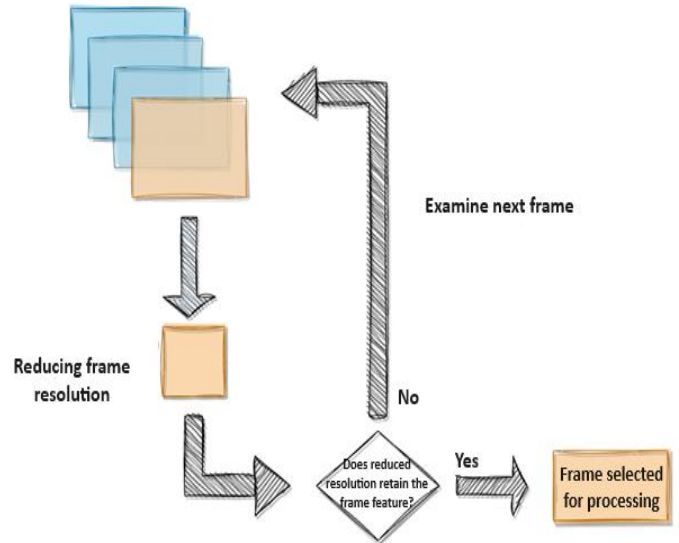 Examine next frame
Reducing frame
resolution
No
Does reduced
resolution retain the
frame feature?
Yes
Frame selected
for processing